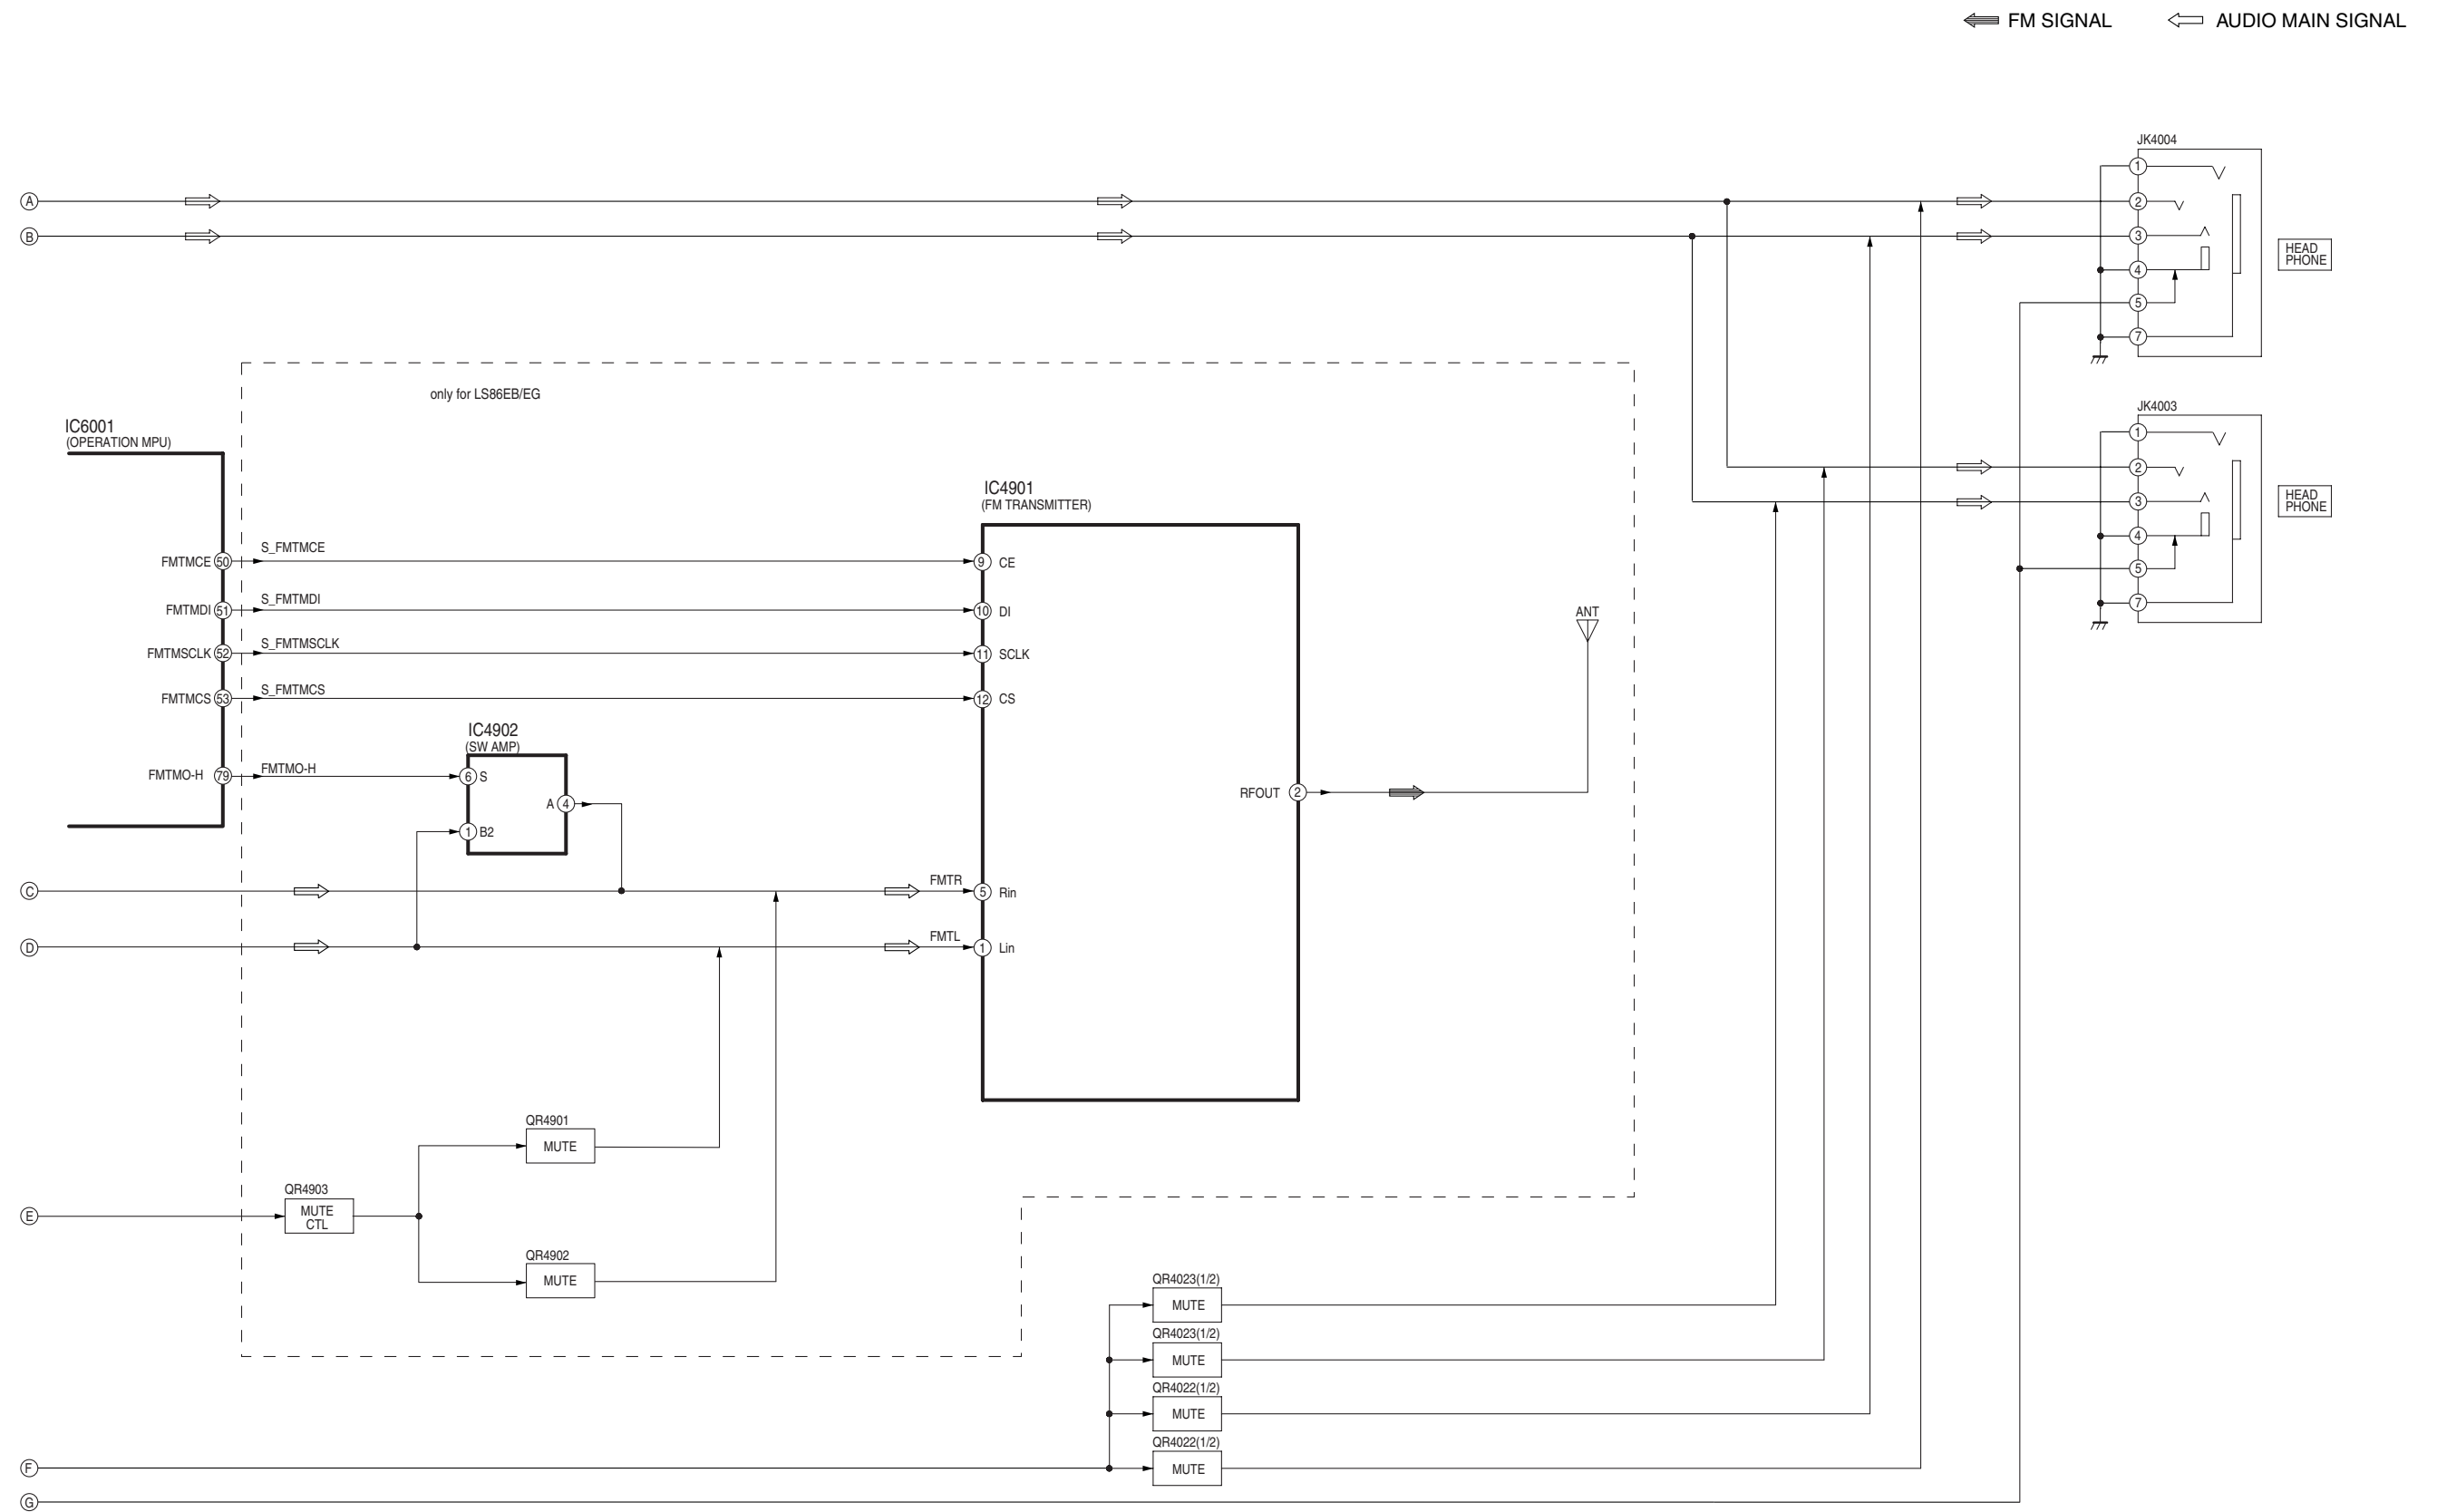 FM SIGNAL
AUDIO MAIN SIGNAL
JK4004
1
A
2
B
3
HEAD
PHONE
4
5
7
only for LS86EB/EG
JK4003
1
2
3
HEAD
PHONE
4
5
7
IC6001
(OPERATION MPU)
IC4901
(FM TRANSMITTER)
FMTMCE 50
S_FMTMCE
9 CE
FMTMDI 51
S_FMTMDI
10 DI
FMTMSCLK 52
S_FMTMSCLK
11 SCLK
FMTMCS 53
S_FMTMCS
12 CS
ANT
IC4902
(SW AMP)
FMTMO-H 79
FMTMO-H
6 S
A 4
1 B2
RFOUT 2
C
FMTR
5 Rin
D
FMTL
1 Lin
QR4901
MUTE
QR4903
E
MUTE
CTL
QR4902
MUTE
QR4023(1/2)
MUTE
QR4023(1/2)
MUTE
QR4022(1/2)
MUTE
QR4022(1/2)
F
MUTE
G